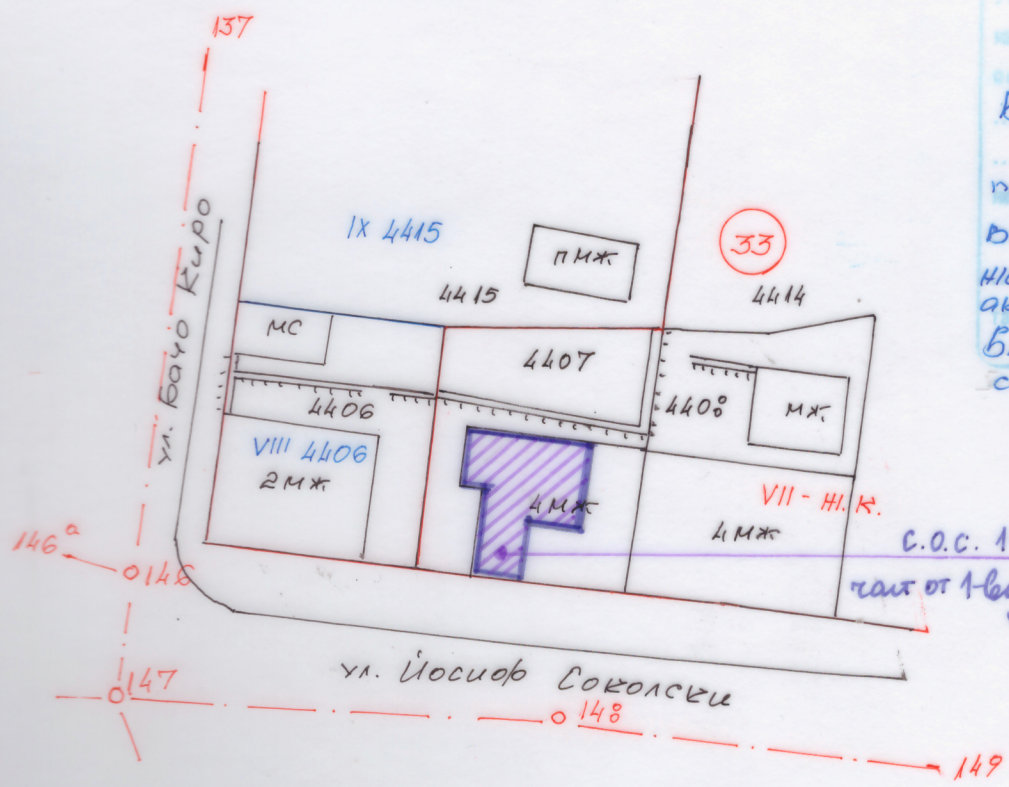 137
ул. Бачо Киро
IX 4415
пмж
33
4415
4414
мс
4407
4406
4408
мж
VIII 4406
2мж
4мж
VII - Ж.К.
4мж
С.О.С. 1
част от 1-
146а
146
147
ул. Йосиф Соколски
148
149